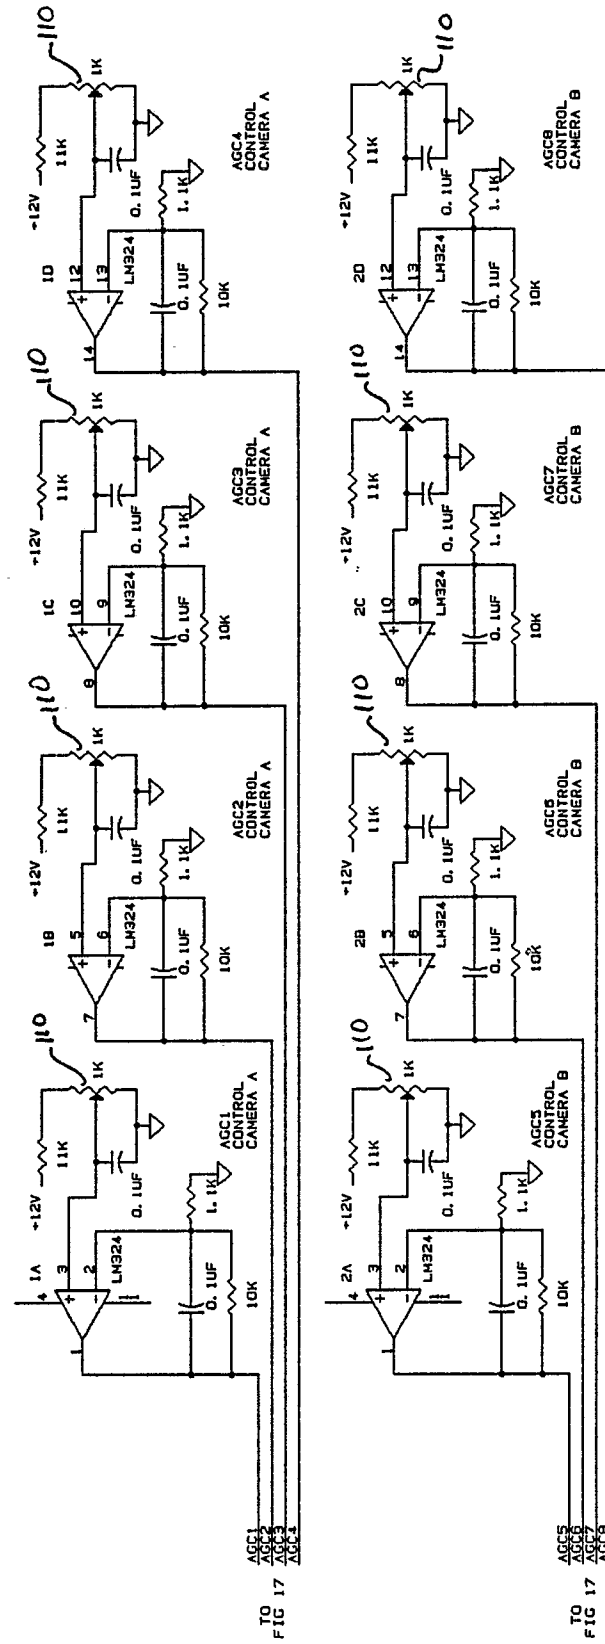 110
+12V
11K
1K
0.1UF
1D
12
13
14
+
-
LM324
0.1UF
1.1K
10K
AGC4
CONTROL
CAMERA A
110
+12V
11K
1K
0.1UF
1C
10
9
8
+
-
LM324
0.1UF
1.1K
10K
AGC3
CONTROL
CAMERA A
110
+12V
11K
1K
0.1UF
1B
5
6
7
+
-
LM324
0.1UF
1.1K
10K
AGC2
CONTROL
CAMERA A
110
+12V
11K
1K
0.1UF
1A
4
3
2
1
11
+
-
LM324
0.1UF
1.1K
10K
AGC1
CONTROL
CAMERA A
AGC1
AGC2
AGC3
AGC4
TO
FIG 17
110
+12V
11K
1K
0.1UF
2D
12
13
14
+
-
LM324
0.1UF
1.1K
10K
AGC8
CONTROL
CAMERA B
110
+12V
11K
1K
0.1UF
2C
10
9
8
+
-
LM324
0.1UF
1.1K
10K
AGC7
CONTROL
CAMERA B
110
+12V
11K
1K
0.1UF
2B
5
6
7
+
-
LM324
0.1UF
1.1K
10K
AGC6
CONTROL
CAMERA B
110
+12V
11K
1K
0.1UF
2A
4
3
2
1
11
+
-
LM324
0.1UF
1.1K
10K
AGC5
CONTROL
CAMERA B
AGC5
AGC6
AGC7
AGC8
TO
FIG 17